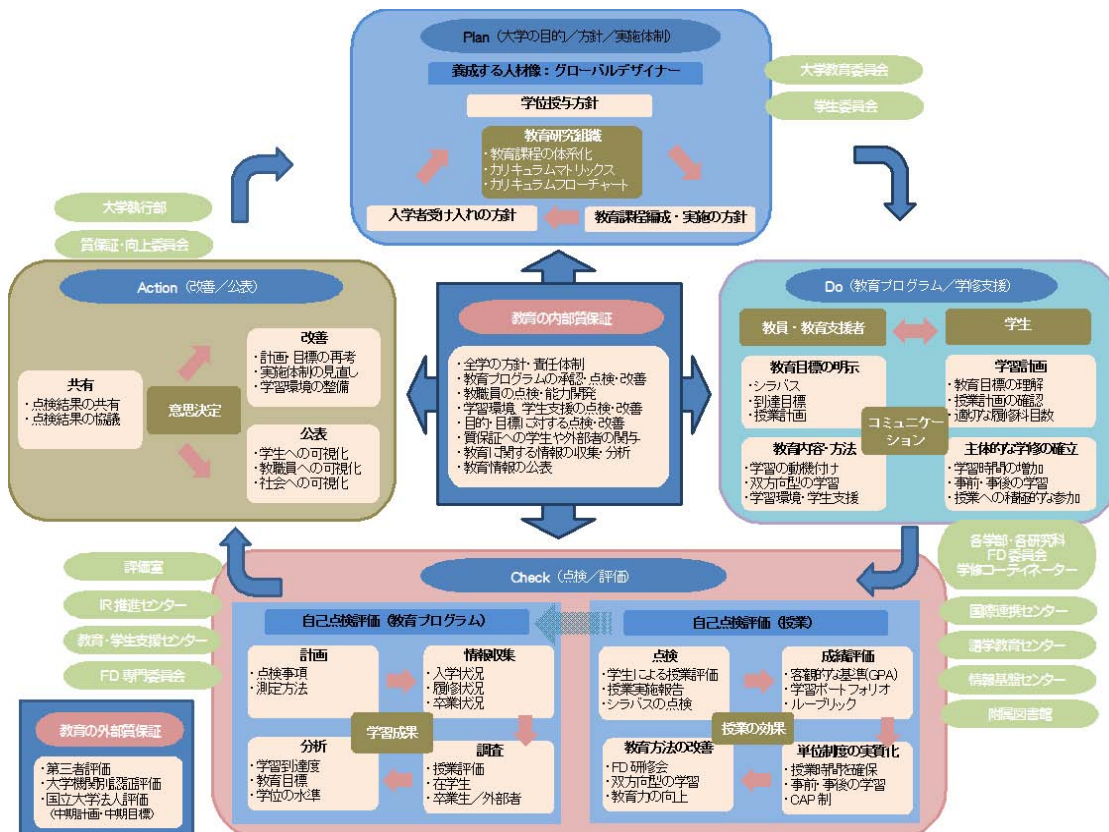 Plan（大学の目的／方針／実施体制）
養成する人材像：グローバルデザイナー
学位授与方針
教育研究組織
・教育課程の体系化
・カリキュラムマトリックス
・カリキュラムフローチャート
入学者受け入れの方針
教育課程編成・実施の方針
大学教育委員会
学生委員会
大学執行部
質保証・向上委員会
Action（改善／公表）
共有
・点検結果の共有
・点検結果の協議
意思決定
改善
・計画・目標の再考
・実施体制の見直し
・学習環境の整備
公表
・学生への可視化
・教職員への可視化
・社会への可視化
教育の内部質保証
・全学の方針・責任体制
・教育プログラムの承認・点検・改善
・教職員の点検・能力開発
・学習環境、学生支援の点検・改善
・目的・目標に対する点検・改善
・質保証への学生や外部者の関与
・教育に関する情報の収集・分析
・教育情報の公表
Do（教育プログラム／学修支援）
教員・教育支援者
学生
教育目標の明示
・シラバス
・到達目標
・授業計画
学習計画
・教育目標の理解
・授業計画の確認
・適切な履修科目数
コミュニケー
ション
教育内容・方法
・学習の動機付け
・双方向型の学習
・学習環境・学生支援
主体的な学修の確立
・学習時間の増加
・事前・事後の学習
・授業への積極的な参加
各学部・各研究科
FD委員会
学修コーディネーター
国際連携センター
語学教育センター
情報基盤センター
附属図書館
評価室
IR推進センター
教育・学生支援センター
FD専門委員会
Check（点検／評価）
自己点検評価（教育プログラム）
計画
・点検事項
・測定方法
情報収集
・入学状況
・履修状況
・卒業状況
学習成果
分析
・学習到達度
・教育目標
・学位の水準
調査
・授業評価
・在学生
・卒業生／外部者
自己点検評価（授業）
点検
・学生による授業評価
・授業実施報告
・シラバスの点検
成績評価
・客観的な基準(GPA)
・学習ポートフォリオ
・ルーブリック
授業の効果
教育方法の改善
・FD研修会
・双方向型の学習
・教育力の向上
単位制度の実質化
・授業時間を確保
・事前・事後の学習
・CAP制
教育の外部質保証
・第三者評価
・大学機関別認証評価
・国立大学法人評価
（中期計画・中期目標）